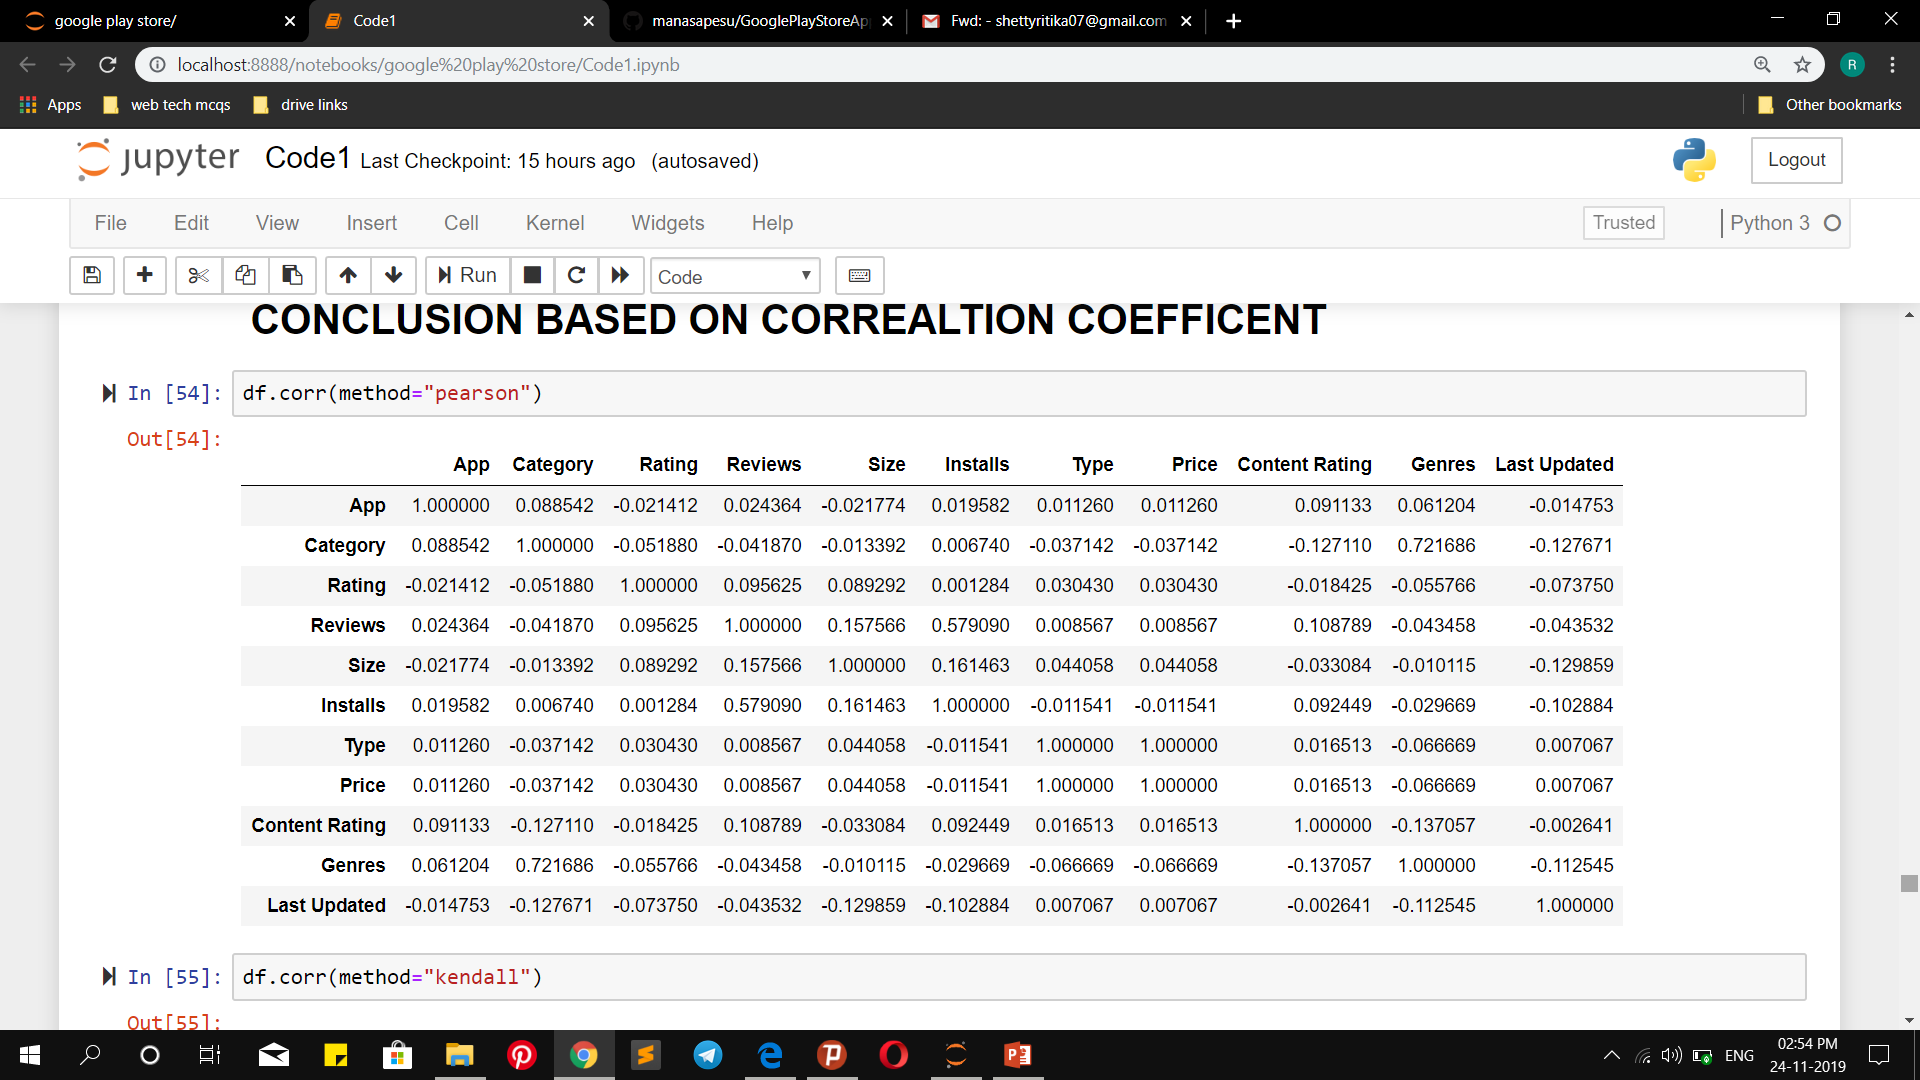 google play store/
Code1
manasapesu/GooglePlayStoreAp
Fwd: - shettyritika07@gmail.com
localhost:8888/notebooks/google%20play%20store/Code1.ipynb
R
Apps
web tech mcqs
drive links
Other bookmarks
jupyter
Code1 Last Checkpoint: 15 hours ago (autosaved)
Logout
File Edit View Insert Cell Kernel Widgets Help
Trusted
Python 3
Run
Code
CONCLUSION BASED ON CORREALTION COEFFICENT
In [54]: df.corr(method="pearson")
Out[54]:
App Category Rating Reviews Size Installs Type Price Content Rating Genres Last Updated
App 1.000000 0.088542 -0.021412 0.024364 -0.021774 0.019582 0.011260 0.011260 0.091133 0.061204 -0.014753
Category 0.088542 1.000000 -0.051880 -0.041870 -0.013392 0.006740 -0.037142 -0.037142 -0.127110 0.721686 -0.127671
Rating -0.021412 -0.051880 1.000000 0.095625 0.089292 0.001284 0.030430 0.030430 -0.018425 -0.055766 -0.073750
Reviews 0.024364 -0.041870 0.095625 1.000000 0.157566 0.579090 0.008567 0.008567 0.108789 -0.043458 -0.043532
Size -0.021774 -0.013392 0.089292 0.157566 1.000000 0.161463 0.044058 0.044058 -0.033084 -0.010115 -0.129859
Installs 0.019582 0.006740 0.001284 0.579090 0.161463 1.000000 -0.011541 -0.011541 0.092449 -0.029669 -0.102884
Type 0.011260 -0.037142 0.030430 0.008567 0.044058 -0.011541 1.000000 1.000000 0.016513 -0.066669 0.007067
Price 0.011260 -0.037142 0.030430 0.008567 0.044058 -0.011541 1.000000 1.000000 0.016513 -0.066669 0.007067
Content Rating 0.091133 -0.127110 -0.018425 0.108789 -0.033084 0.092449 0.016513 0.016513 1.000000 -0.137057 -0.002641
Genres 0.061204 0.721686 -0.055766 -0.043458 -0.010115 -0.029669 -0.066669 -0.066669 -0.137057 1.000000 -0.112545
Last Updated -0.014753 -0.127671 -0.073750 -0.043532 -0.129859 -0.102884 0.007067 0.007067 -0.002641 -0.112545 1.000000
In [55]: df.corr(method="kendall")
Out[55]:
ENG
02:54 PM
24-11-2019